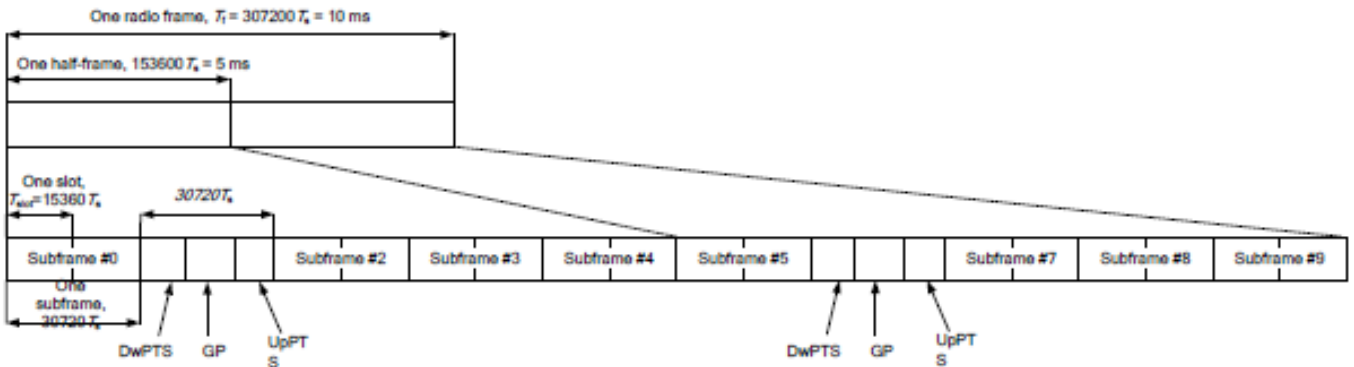 One radio frame, Tf = 307200 Ts = 10 ms
One half-frame, 153600 Ts = 5 ms
One slot,
Tslot=15360 Ts
30720Ts
Subframe #0
Subframe #2
Subframe #3
Subframe #4
Subframe #5
Subframe #7
Subframe #8
Subframe #9
One
subframe,
30720 Ts
DwPTS
GP
UpPT
S
DwPTS
GP
UpPT
S